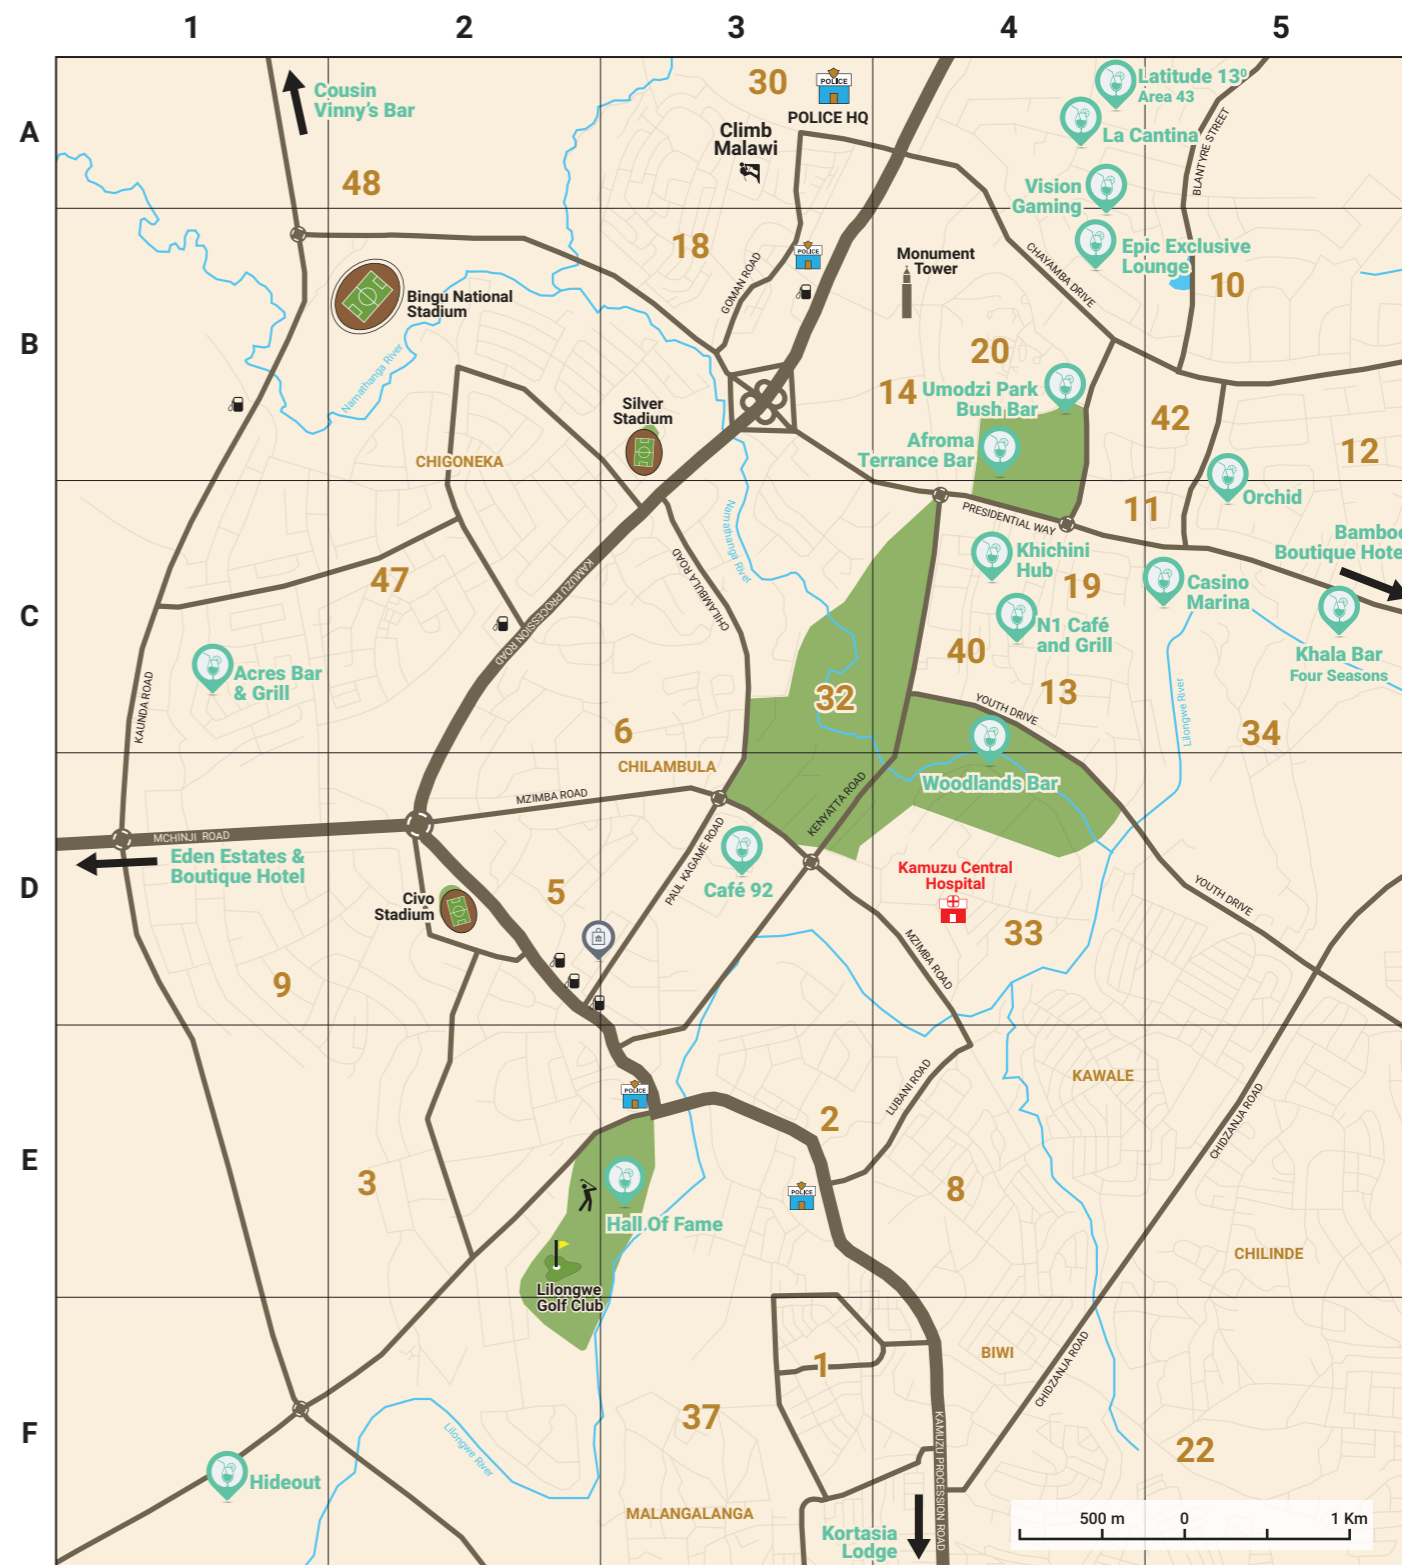 1
2
3
4
5
A
B
C
D
E
F
Cousin
Vinny's Bar
48
30
POLICE
POLICE HQ
Climb
Malawi
Latitude 13º
Area 43
La Cantina
BLANTYRE STREET
Vision
Gaming
18
POLICE
GOMAN ROAD
Monument
Tower
CHAYAMBA DRIVE
Epic Exclusive
Lounge
10
Bingu National
Stadium
Namathanga River
20
14
Umodzi Park
Bush Bar
Silver
Stadium
42
Afroma
Terrance Bar
12
CHIGONEKA
Orchid
11
PRESIDENTIAL WAY
Namathanga River
Bamboo
Boutique Hote
Khichini
Hub
19
Casino
Marina
47
KAMUZU PROCESSION ROAD
CHILAMBULA ROAD
N1 Café
and Grill
40
Khala Bar
Four Seasons
Acres Bar
& Grill
KAUNDA ROAD
32
13
YOUTH DRIVE
Lilongwe River
34
6
CHILAMBULA
Woodlands Bar
MZIMBA ROAD
KENYATTA ROAD
MCHINJI ROAD
Eden Estates &
Boutique Hotel
PAUL KAGAME ROAD
Café 92
Kamuzu Central
Hospital
YOUTH DRIVE
Civo
Stadium
5
33
MZIMBA ROAD
9
KAWALE
POLICE
2
LUBANI ROAD
CHIDZANJA ROAD
3
POLICE
8
Hall Of Fame
CHILINDE
Lilongwe
Golf Club
1
BIWI
CHIDZANJA ROAD
37
Lilongwe River
KAMUZU PROCESSION ROAD
22
Hideout
MALANGALANGA
Kortasia
Lodge
500 m
0
1 Km